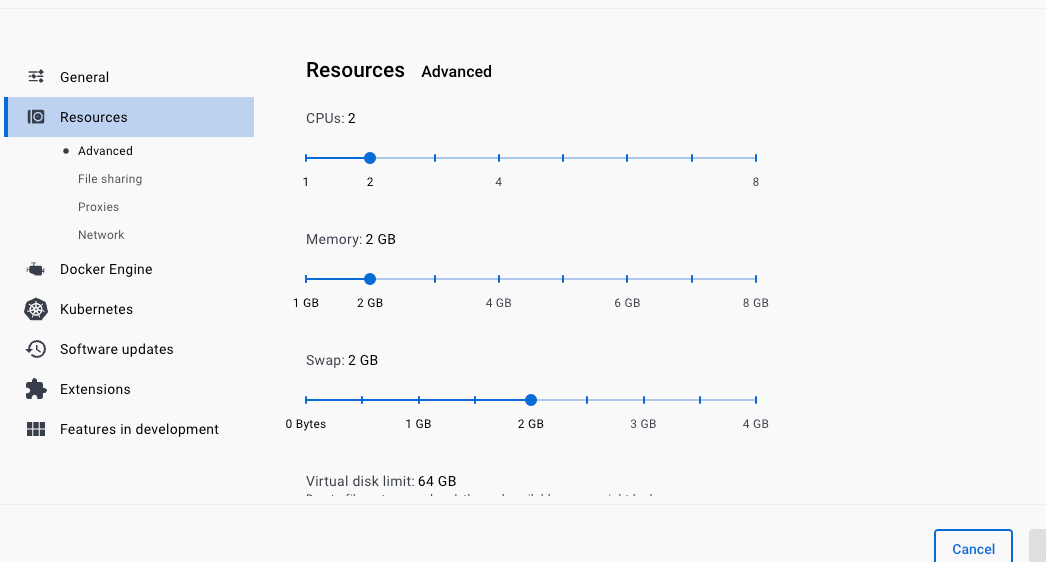 General
Resources
Advanced
File sharing
Proxies
Network
Docker Engine
Kubernetes
Software updates
Extensions
Features in development
Resources Advanced
CPUs: 2
1 2 4 8
Memory: 2 GB
1 GB 2 GB 4 GB 6 GB 8 GB
Swap: 2 GB
0 Bytes 1 GB 2 GB 3 GB 4 GB
Virtual disk limit: 64 GB
Cancel